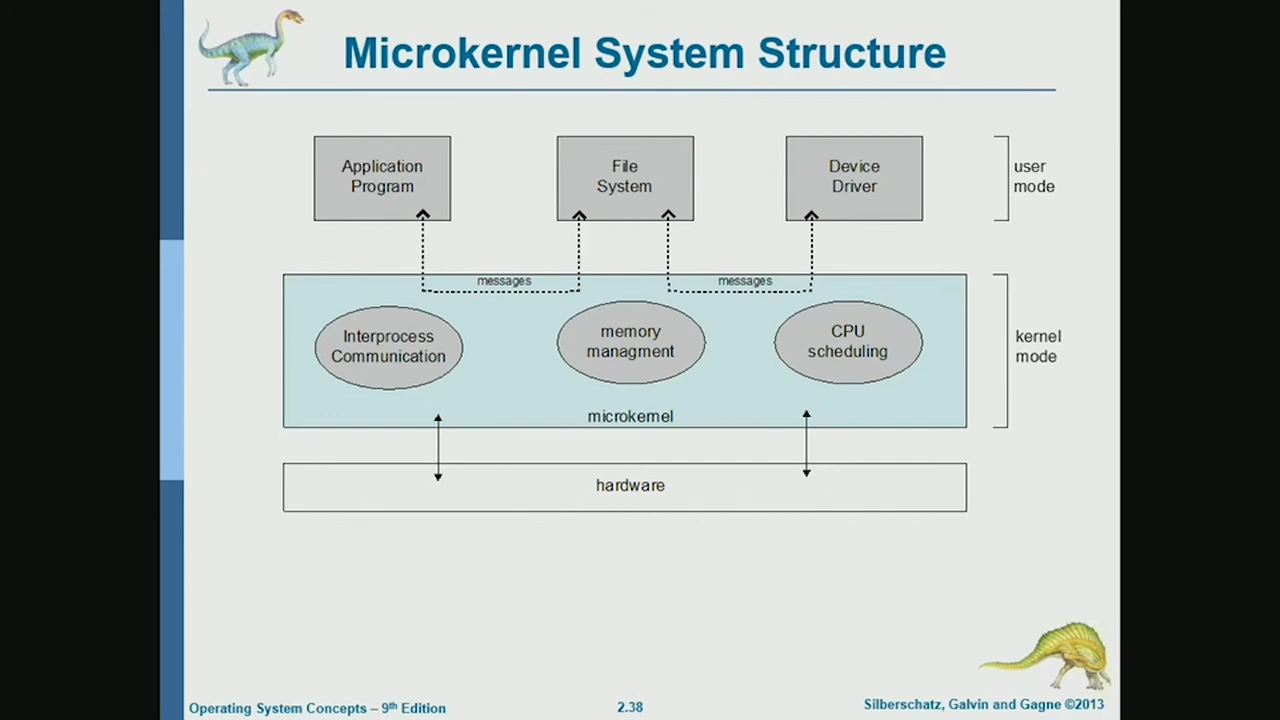 Microkernel System Structure
Application
Program
File
System
Device
Driver
user
mode
messages
messages
Interprocess
Communication
memory
managment
CPU
scheduling
kernel
mode
microkernel
hardware
Operating System Concepts – 9th Edition
2.38
Silberschatz, Galvin and Gagne ©2013